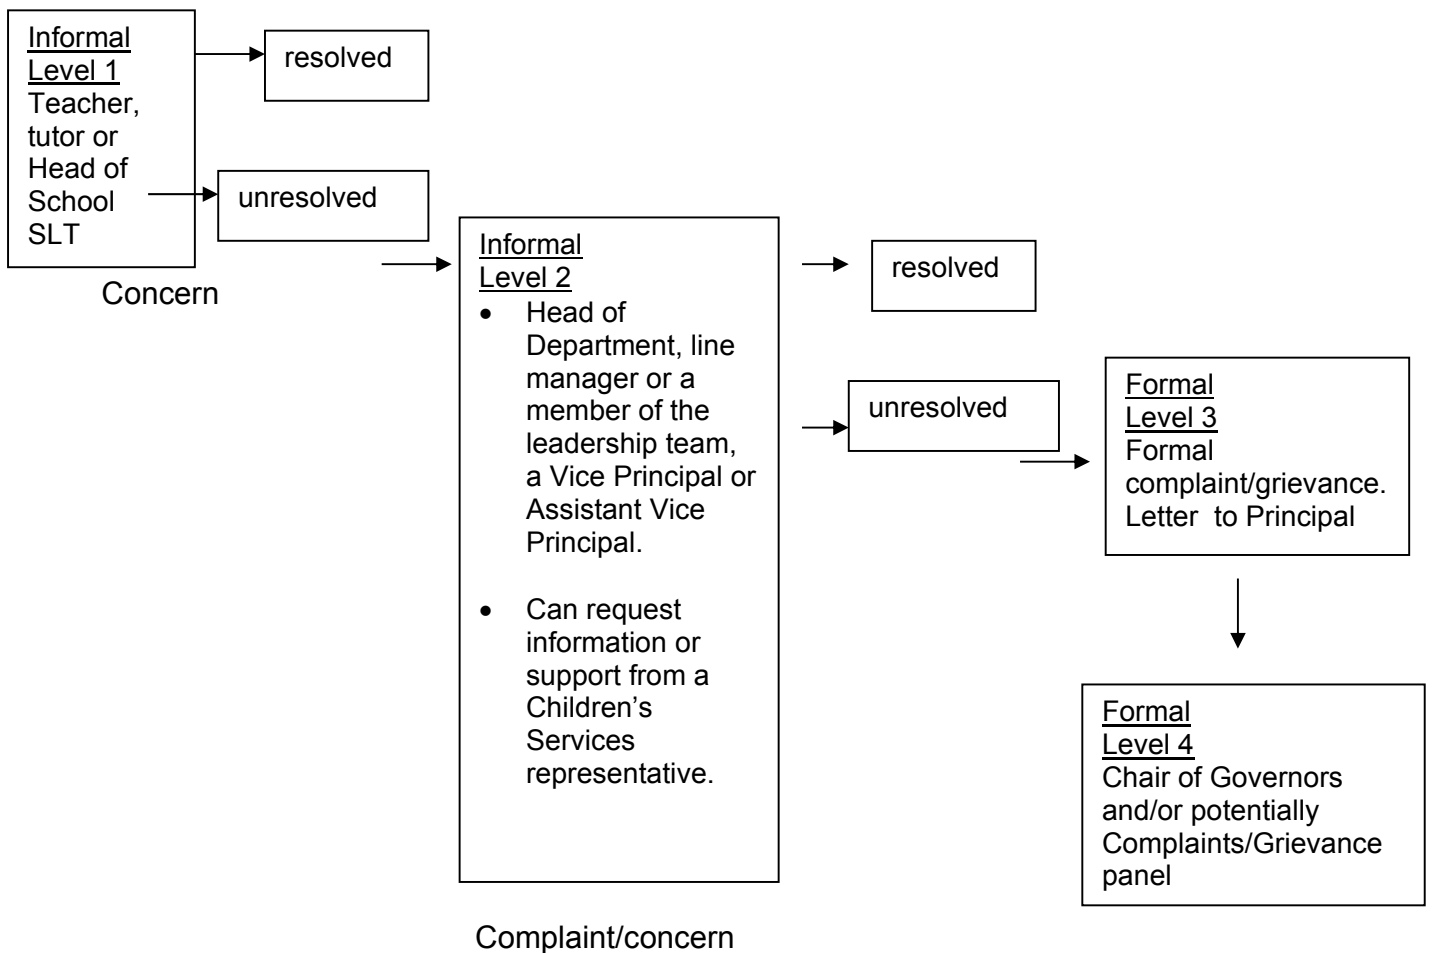 Informal
Level 1
Teacher,
tutor or
Head of
School
SLT
resolved
unresolved
Concern
Informal
Level 2
• Head of
Department, line
manager or a
member of the
leadership team,
a Vice Principal or
Assistant Vice
Principal.
• Can request
information or
support from a
Children’s
Services
representative.
Complaint/concern
resolved
unresolved
Formal
Level 3
Formal
complaint/grievance.
Letter to Principal
Formal
Level 4
Chair of Governors
and/or potentially
Complaints/Grievance
panel